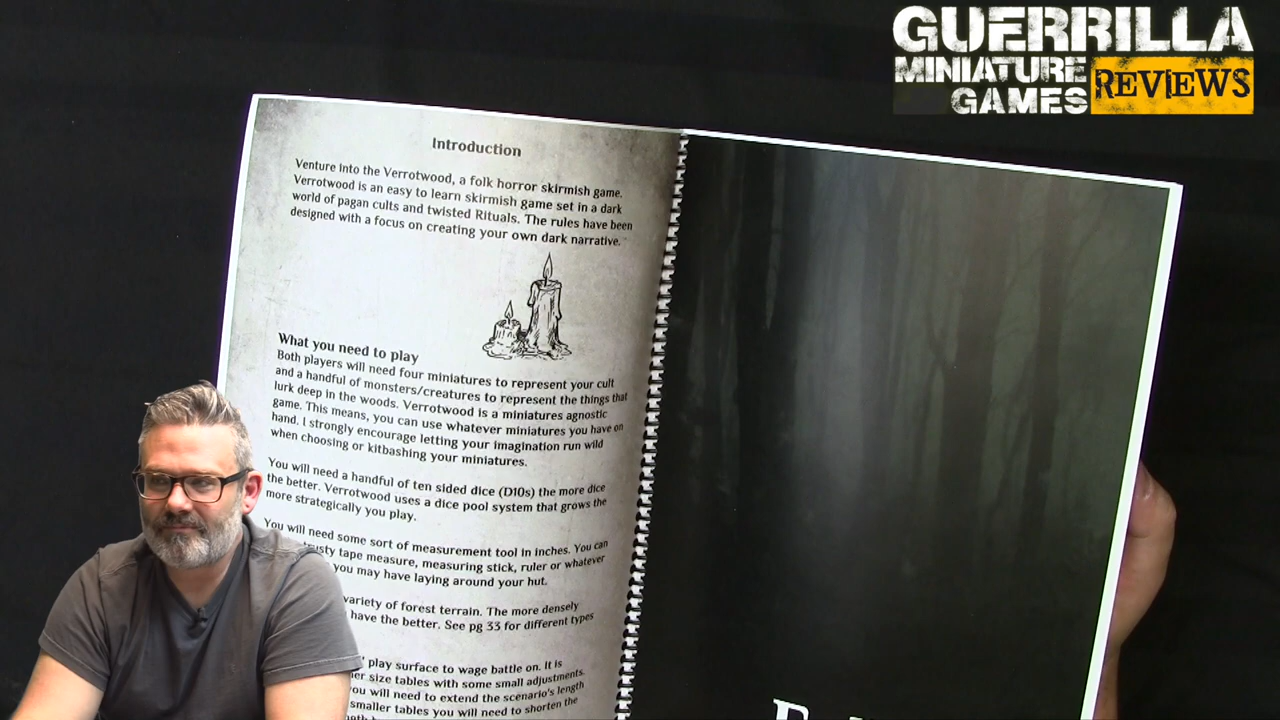 GUERRILLA
MINIATURE
GAMES
REVIEWS
Introduction
Venture into the Verrotwood, a folk horror skirmish game.
Verrotwood is an easy to learn skirmish game set in a dark
world of pagan cults and twisted Rituals. The rules have been
designed with a focus on creating your own dark narrative.
What you need to play
Both players will need four miniatures to represent your cult
and a handful of monsters/creatures to represent the things that
lurk deep in the woods. Verrotwood is a miniatures agnostic
game. This means, you can use whatever miniatures you have on
hand. I strongly encourage letting your imagination run wild
when choosing or kitbashing your miniatures.
You will need a handful of ten sided dice (D10s) the more dice
the better. Verrotwood uses a dice pool system that grows the
more strategically you play.
You will need some sort of measurement tool in inches. You can
trusty tape measure, measuring stick, ruler or whatever
you may have laying around your hut.
variety of forest terrain. The more densely
have the better. See pg 33 for different types
play surface to wage battle on. It is
size tables with some small adjustments.
you will need to extend the scenario's length
smaller tables you will need to shorten the